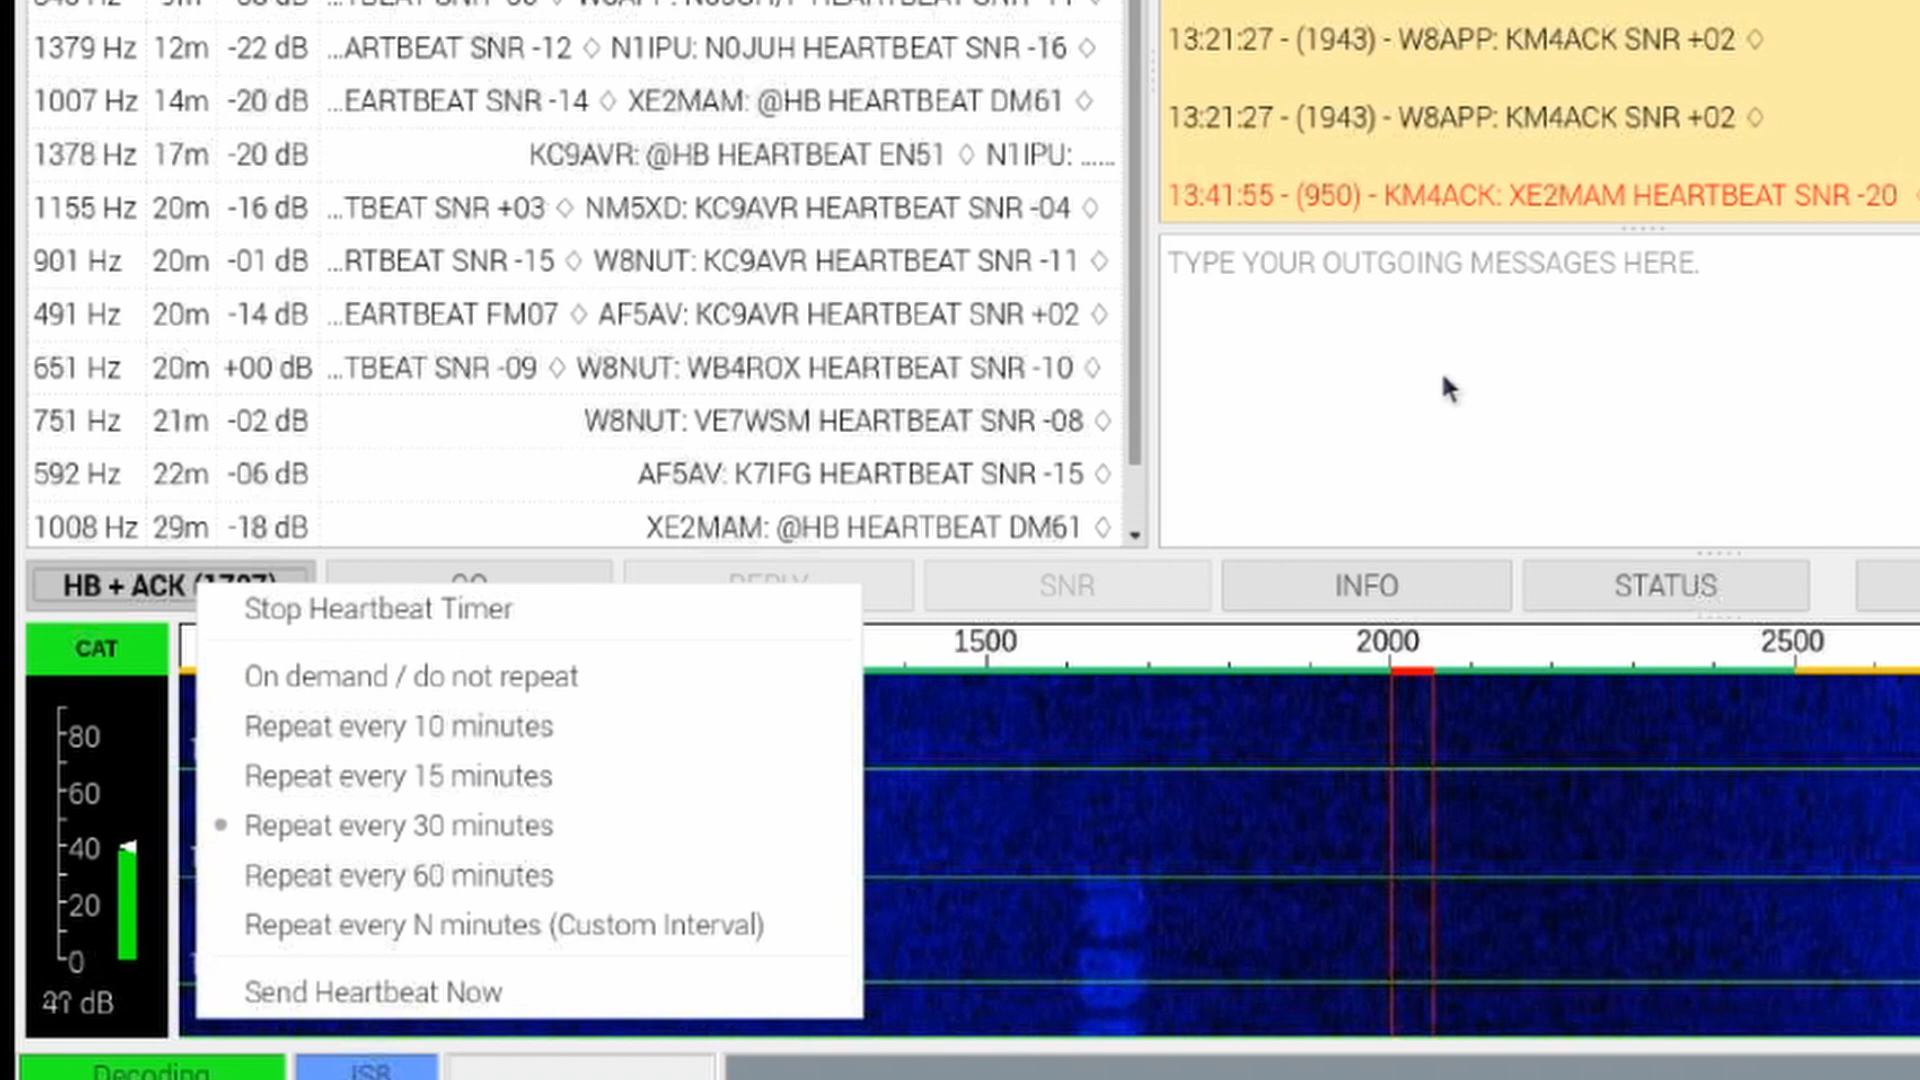 1379 Hz 12m -22 dB ...ARTBEAT SNR -12 ♢ N1IPU: N0JUH HEARTBEAT SNR -16 ♢
1007 Hz 14m -20 dB ...EARTBEAT SNR -14 ♢ XE2MAM: @HB HEARTBEAT DM61 ♢
1378 Hz 17m -20 dB KC9AVR: @HB HEARTBEAT EN51 ♢ N1IPU: ......
1155 Hz 20m -16 dB ...TBEAT SNR +03 ♢ NM5XD: KC9AVR HEARTBEAT SNR -04 ♢
901 Hz 20m -01 dB ...RTBEAT SNR -15 ♢ W8NUT: KC9AVR HEARTBEAT SNR -11 ♢
491 Hz 20m -14 dB ...EARTBEAT FM07 ♢ AF5AV: KC9AVR HEARTBEAT SNR +02 ♢
651 Hz 20m +00 dB ...TBEAT SNR -09 ♢ W8NUT: WB4ROX HEARTBEAT SNR -10 ♢
751 Hz 21m -02 dB W8NUT: VE7WSM HEARTBEAT SNR -08 ♢
592 Hz 22m -06 dB AF5AV: K7IFG HEARTBEAT SNR -15 ♢
1008 Hz 29m -18 dB XE2MAM: @HB HEARTBEAT DM61 ♢
13:21:27 - (1943) - W8APP: KM4ACK SNR +02 ♢
13:21:27 - (1943) - W8APP: KM4ACK SNR +02 ♢
13:41:55 - (950) - KM4ACK: XE2MAM HEARTBEAT SNR -20
TYPE YOUR OUTGOING MESSAGES HERE.
HB + ACK REPLY SNR INFO STATUS
Stop Heartbeat Timer
On demand / do not repeat
Repeat every 10 minutes
Repeat every 15 minutes
Repeat every 30 minutes
Repeat every 60 minutes
Repeat every N minutes (Custom Interval)
Send Heartbeat Now
CAT
80
60
40
20
0
dB
1500 2000 2500
Decoding JS8